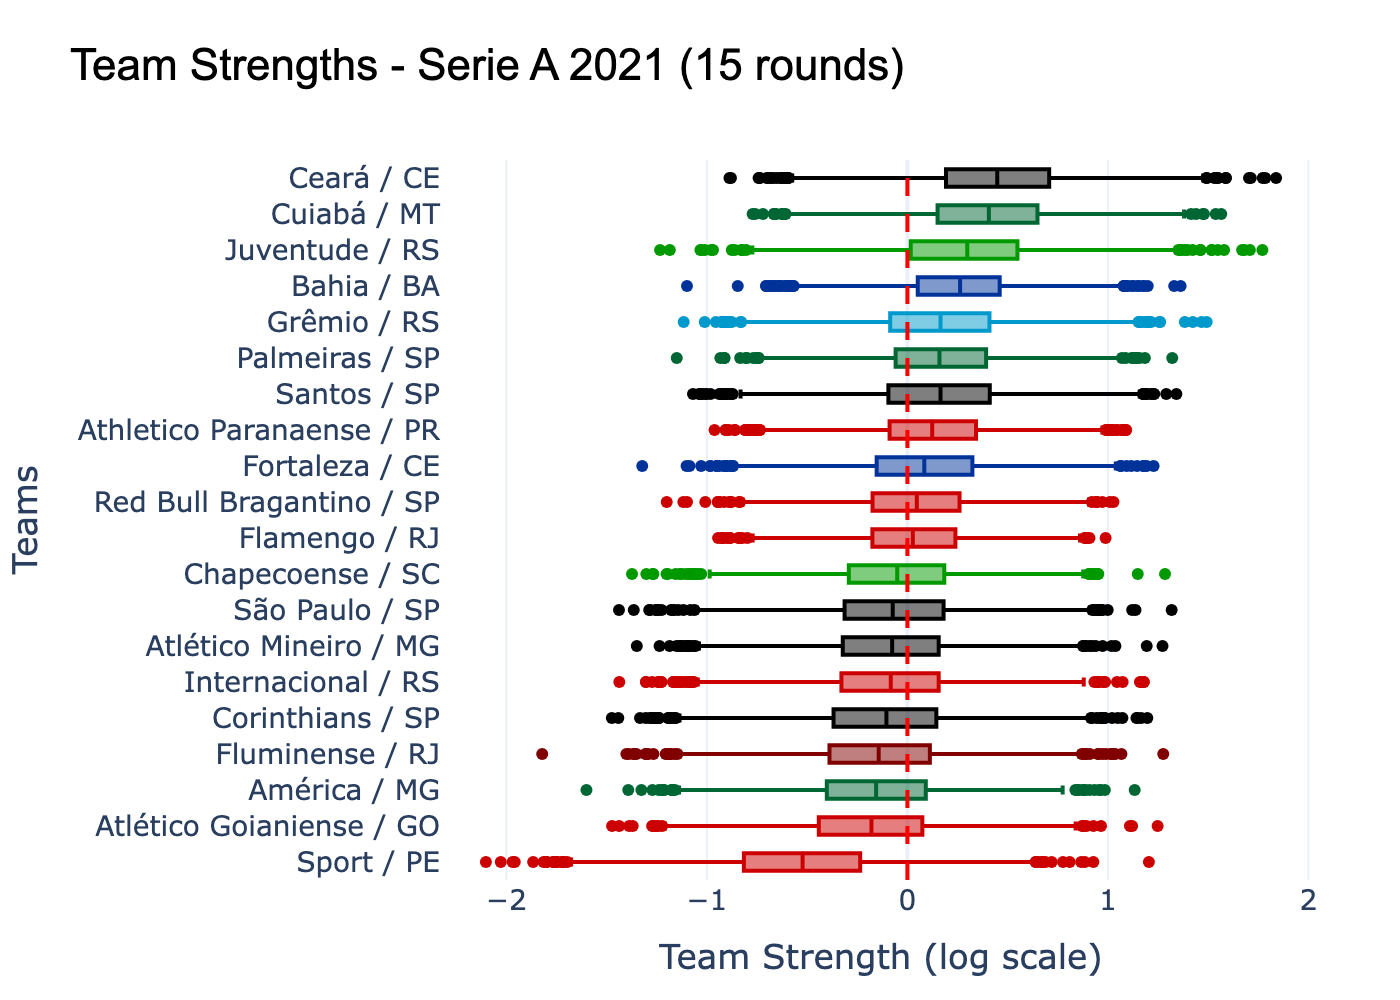 Team Strengths - Serie A 2021 (15 rounds)
Ceará / CE
Cuiabá / MT
Juventude / RS
Bahia / BA
Grêmio / RS
Palmeiras / SP
Santos / SP
Athletico Paranaense / PR
Fortaleza / CE
Red Bull Bragantino / SP
Flamengo / RJ
Chapecoense / SC
São Paulo / SP
Atlético Mineiro / MG
Internacional / RS
Corinthians / SP
Fluminense / RJ
América / MG
Atlético Goianiense / GO
Sport / PE
Teams
−2 −1 0 1 2
Team Strength (log scale)